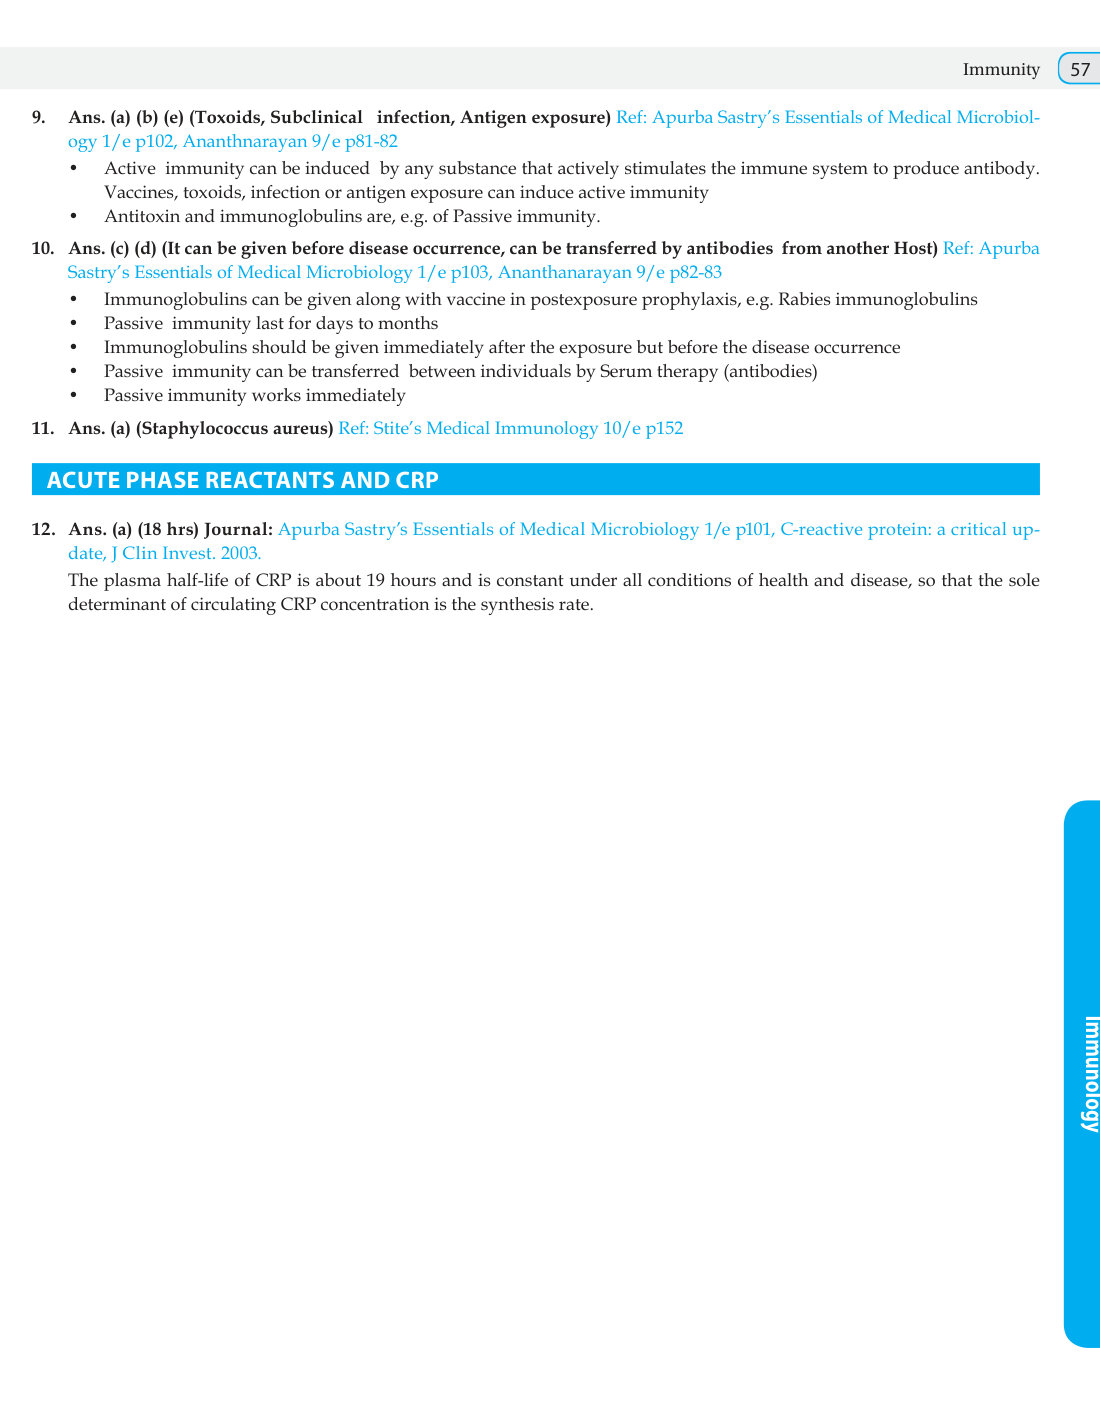 Immunity 57
9. Ans. (a) (b) (e) (Toxoids, Subclinical infection, Antigen exposure) Ref: Apurba Sastry's Essentials of Medical Microbiol-
ogy 1/e p102, Ananthnarayan 9/e p81-82
• Active immunity can be induced by any substance that actively stimulates the immune system to produce antibody.
Vaccines, toxoids, infection or antigen exposure can induce active immunity
• Antitoxin and immunoglobulins are, e.g. of Passive immunity.
10. Ans. (c) (d) (It can be given before disease occurrence, can be transferred by antibodies from another Host) Ref: Apurba
Sastry's Essentials of Medical Microbiology 1/e p103, Ananthanarayan 9/e p82-83
• Immunoglobulins can be given along with vaccine in postexposure prophylaxis, e.g. Rabies immunoglobulins
• Passive immunity last for days to months
• Immunoglobulins should be given immediately after the exposure but before the disease occurrence
• Passive immunity can be transferred between individuals by Serum therapy (antibodies)
• Passive immunity works immediately
11. Ans. (a) (Staphylococcus aureus) Ref: Stite's Medical Immunology 10/e p152
ACUTE PHASE REACTANTS AND CRP
12. Ans. (a) (18 hrs) Journal: Apurba Sastry's Essentials of Medical Microbiology 1/e p101, C-reactive protein: a critical up-
date, J Clin Invest. 2003.
The plasma half-life of CRP is about 19 hours and is constant under all conditions of health and disease, so that the sole
determinant of circulating CRP concentration is the synthesis rate.
Immunology